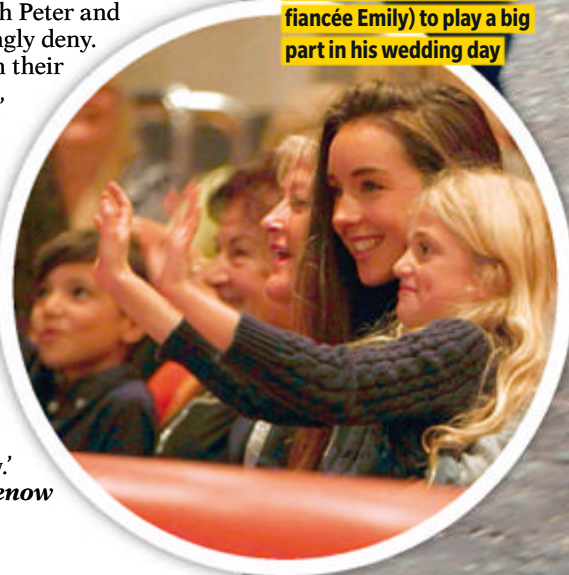 h Peter and
ngly deny.
n their
,’
fiancée Emily) to play a big
part in his wedding day
.’
enow